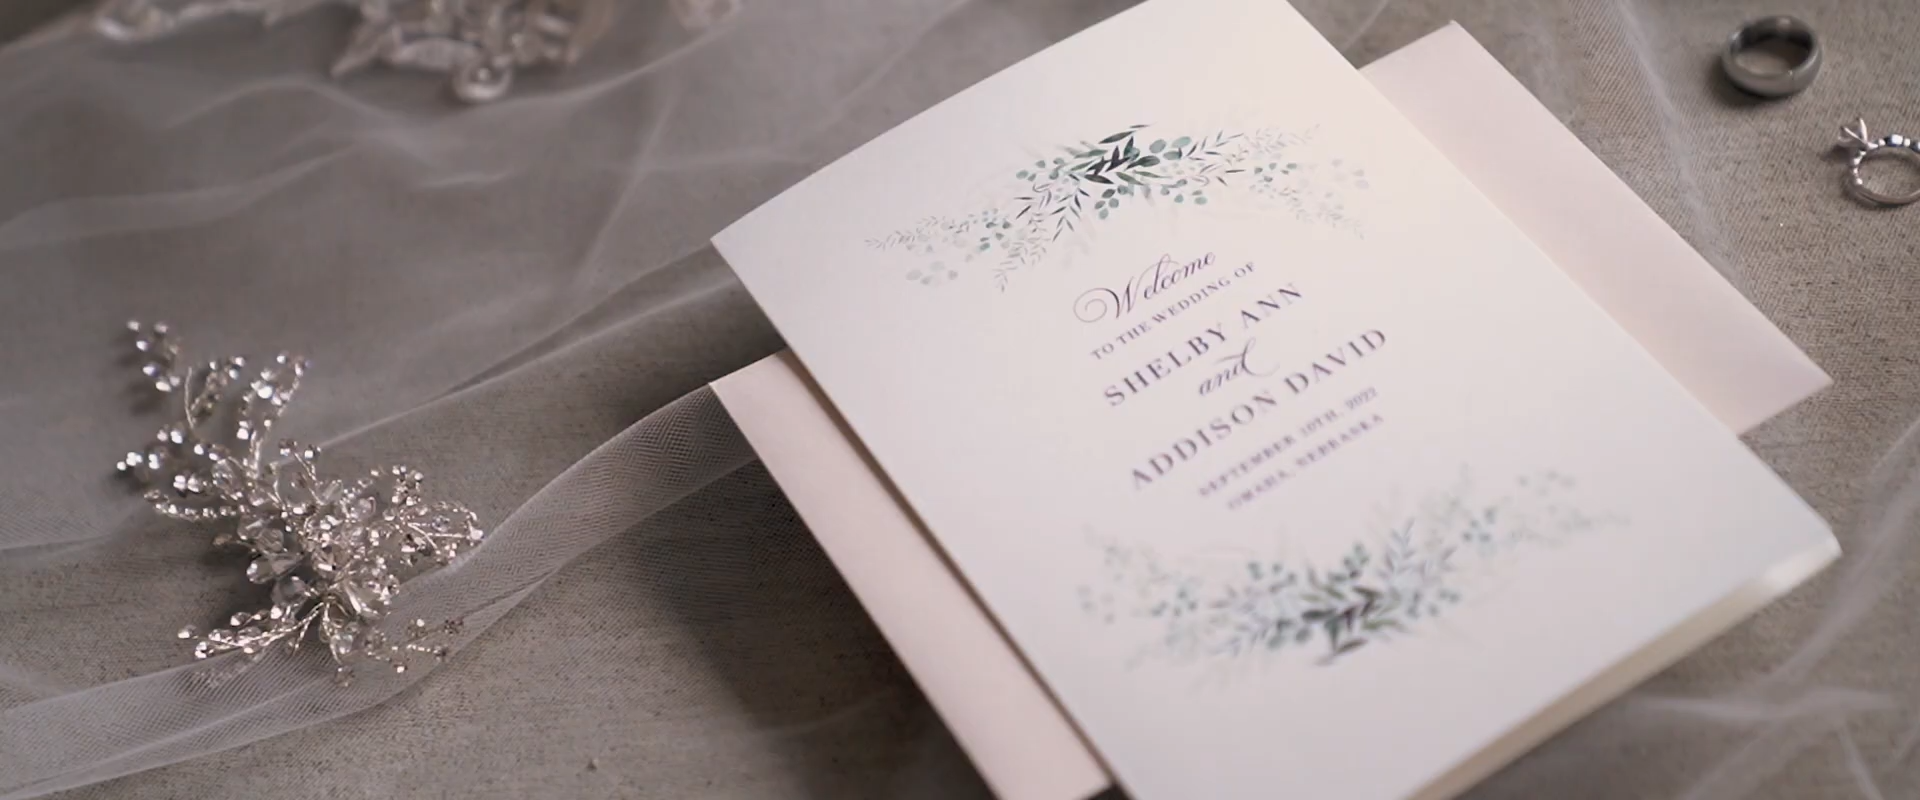 Welcome
TO THE WEDDING OF
SHELBY ANN
and
ADDISON DAVID
SEPTEMBER 10TH, 2022
OMAHA, NEBRASKA